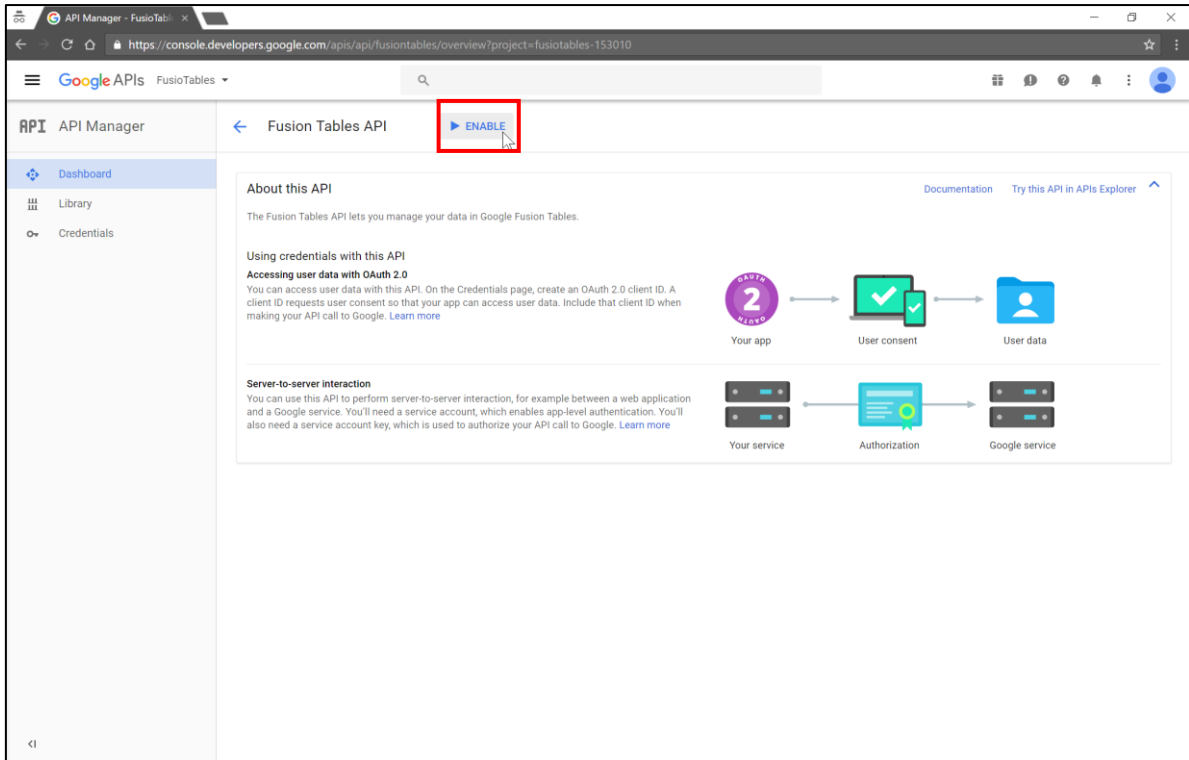 API Manager - FusioTabl
https://console.developers.google.com/apis/api/fusiontables/overview?project=fusiotables-153010
Google APIs FusioTables
API API Manager
Fusion Tables API
ENABLE
Dashboard
Library
Credentials
About this API
Documentation Try this API in APIs Explorer
The Fusion Tables API lets you manage your data in Google Fusion Tables.
Using credentials with this API
Accessing user data with OAuth 2.0
You can access user data with this API. On the Credentials page, create an OAuth 2.0 client ID. A
client ID requests user consent so that your app can access user data. Include that client ID when
making your API call to Google. Learn more
OAUTH
2
OAUTH
Your app
User consent
User data
Server-to-server interaction
You can use this API to perform server-to-server interaction, for example between a web application
and a Google service. You'll need a service account, which enables app-level authentication. You'll
also need a service account key, which is used to authorize your API call to Google. Learn more
Your service
Authorization
Google service